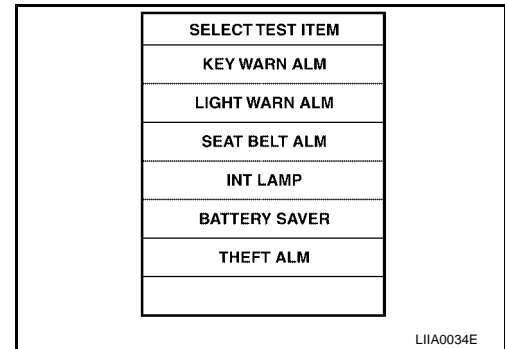 SELECT TEST ITEM
KEY WARN ALM
LIGHT WARN ALM
SEAT BELT ALM
INT LAMP
BATTERY SAVER
THEFT ALM
LIIA0034E